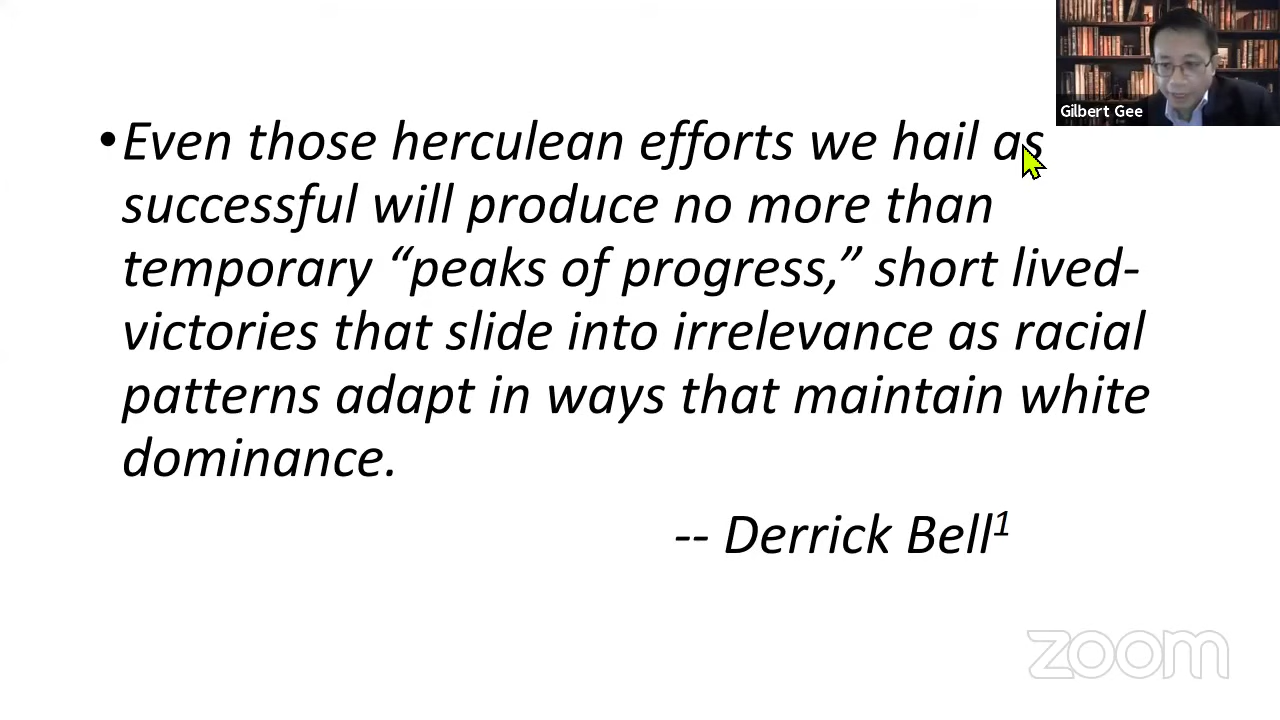 Gilbert Gee
•Even those herculean efforts we hail as
successful will produce no more than
temporary “peaks of progress,” short lived-
victories that slide into irrelevance as racial
patterns adapt in ways that maintain white
dominance.
-- Derrick Bell¹
zoom